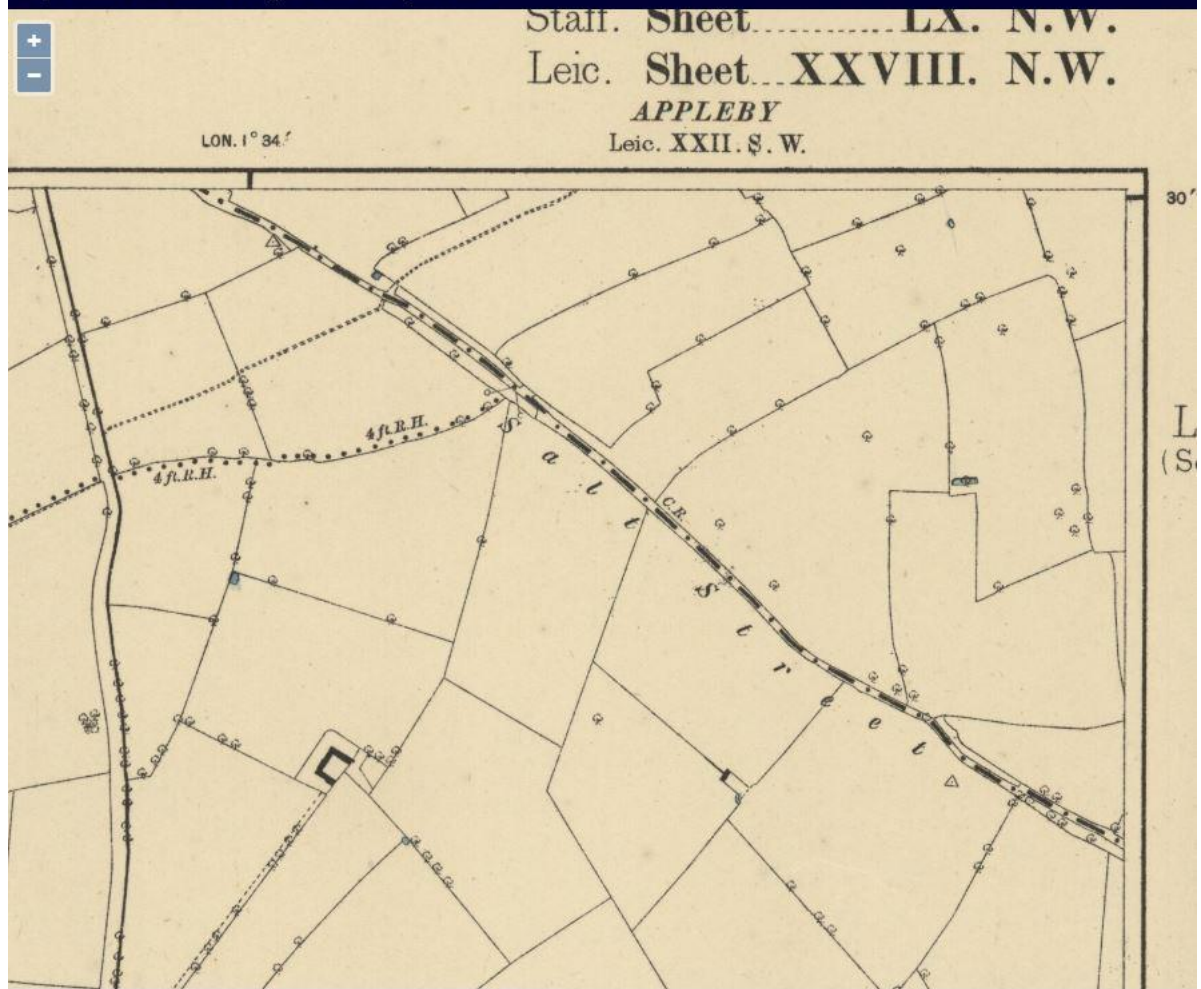 +
−
Staff. Sheet.......... LX. N.W.
Leic. Sheet... XXVIII. N.W.
APPLEBY
Leic. XXII. S. W.
LON. 1° 34′
30′
4 ft. R.H.
4 ft. R.H.
Salt Street
C.R.
L
(S